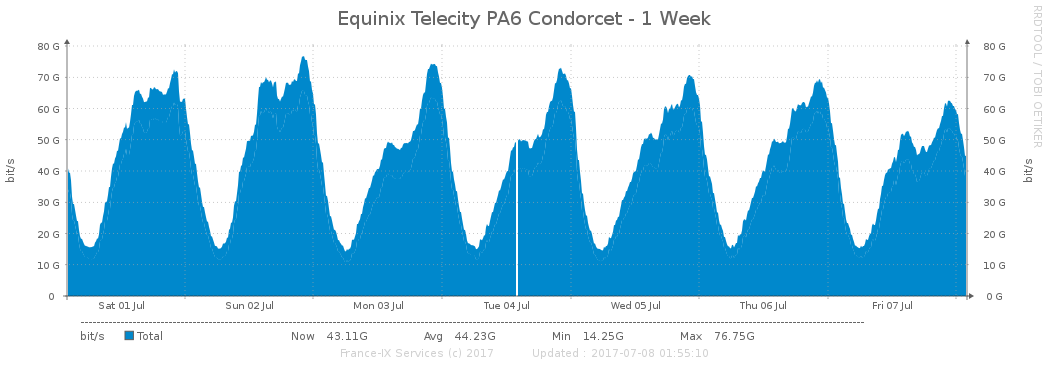 Equinix Telecity PA6 Condorcet - 1 Week
RRDTOOL / TOBI OETIKER
80 G 80 G
70 G 70 G
60 G 60 G
50 G 50 G
40 G 40 G
30 G 30 G
20 G 20 G
10 G 10 G
0 0 G
bit/s
bit/s
Sat 01 Jul Sun 02 Jul Mon 03 Jul Tue 04 Jul Wed 05 Jul Thu 06 Jul Fri 07 Jul
bit/s Total Now 43.11G Avg 44.23G Min 14.25G Max 76.75G
France-IX Services (c) 2017 Updated : 2017-07-08 01:55:10